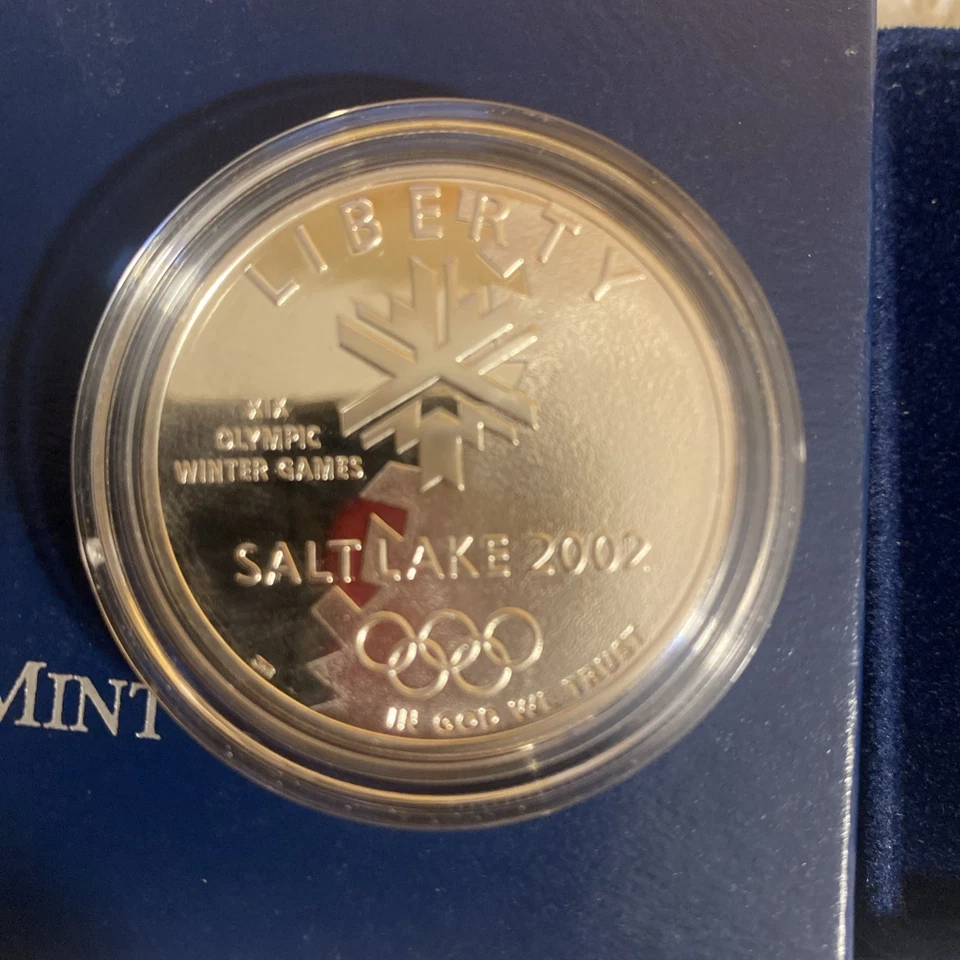 LIBERTY
XIX
OLYMPIC
WINTER GAMES
SALT LAKE 2002
IN GOD WE TRUST
MINT